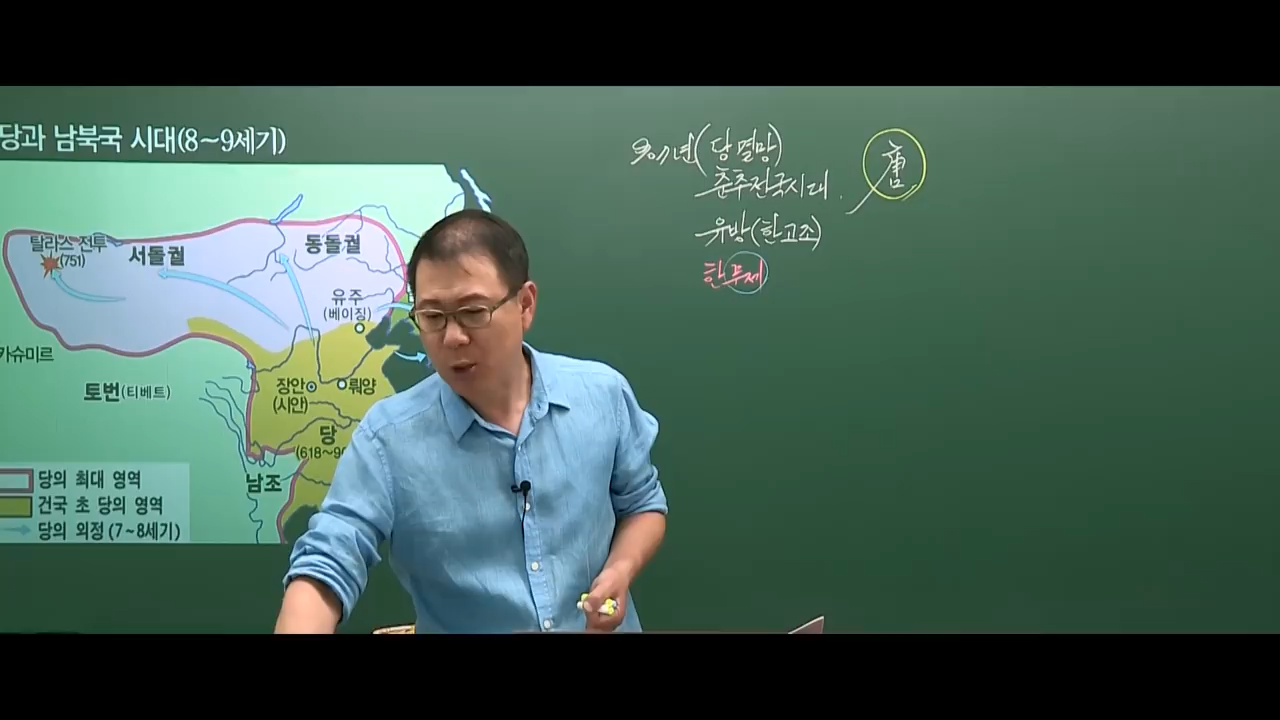 당과 남북국 시대(8~9세기)
탈라스 전투
(751)
서돌궐
동돌궐
유주
(베이징)
카슈미르
토번(티베트)
장안
(시안)
뤄양
당
(618~90
남조
당의 최대 영역
건국 초 당의 영역
당의 외정(7~8세기)
907년(당멸망)
춘추전국시대.
유방(한고조)
한무제
唐